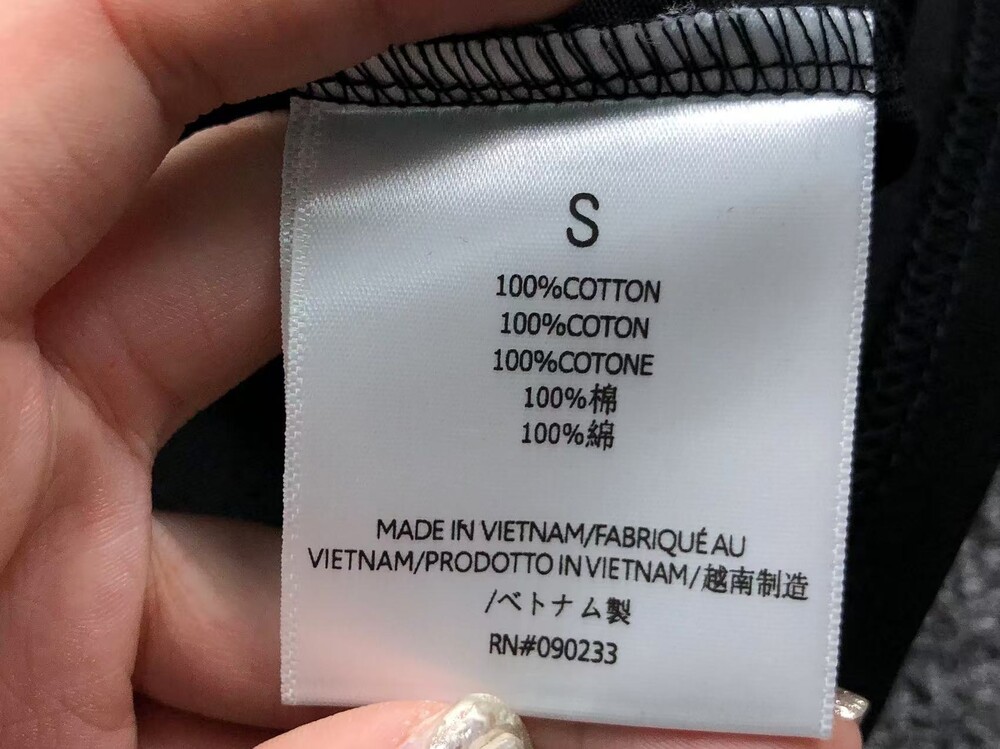 S
100%COTTON
100%COTON
100%COTONE
100%棉
100%綿
MADE IN VIETNAM/FABRIQUÉ AU
VIETNAM/PRODOTTO IN VIETNAM/越南制造
/ベトナム製
RN#090233